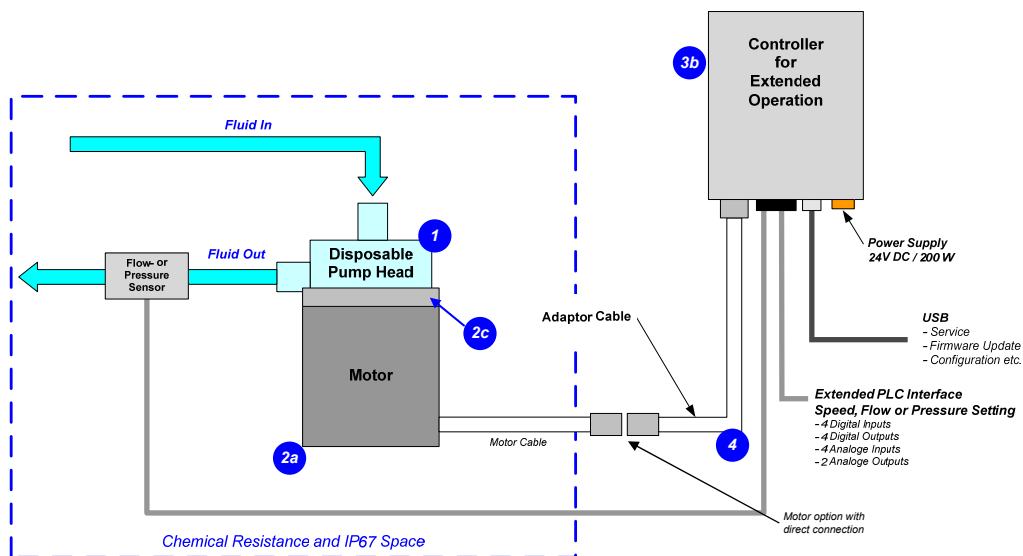 Controller
for
Extended
Operation
3b
Fluid In
1
Disposable
Pump Head
Fluid Out
Flow- or
Pressure
Sensor
Power Supply
24V DC / 200 W
2c
Adaptor Cable
USB
- Service
- Firmware Update
- Configuration etc.
Motor
Extended PLC Interface
Speed, Flow or Pressure Setting
- 4 Digital Inputs
- 4 Digital Outputs
- 4 Analoge Inputs
- 2 Analoge Outputs
Motor Cable
4
2a
Motor option with
direct connection
Chemical Resistance and IP67 Space